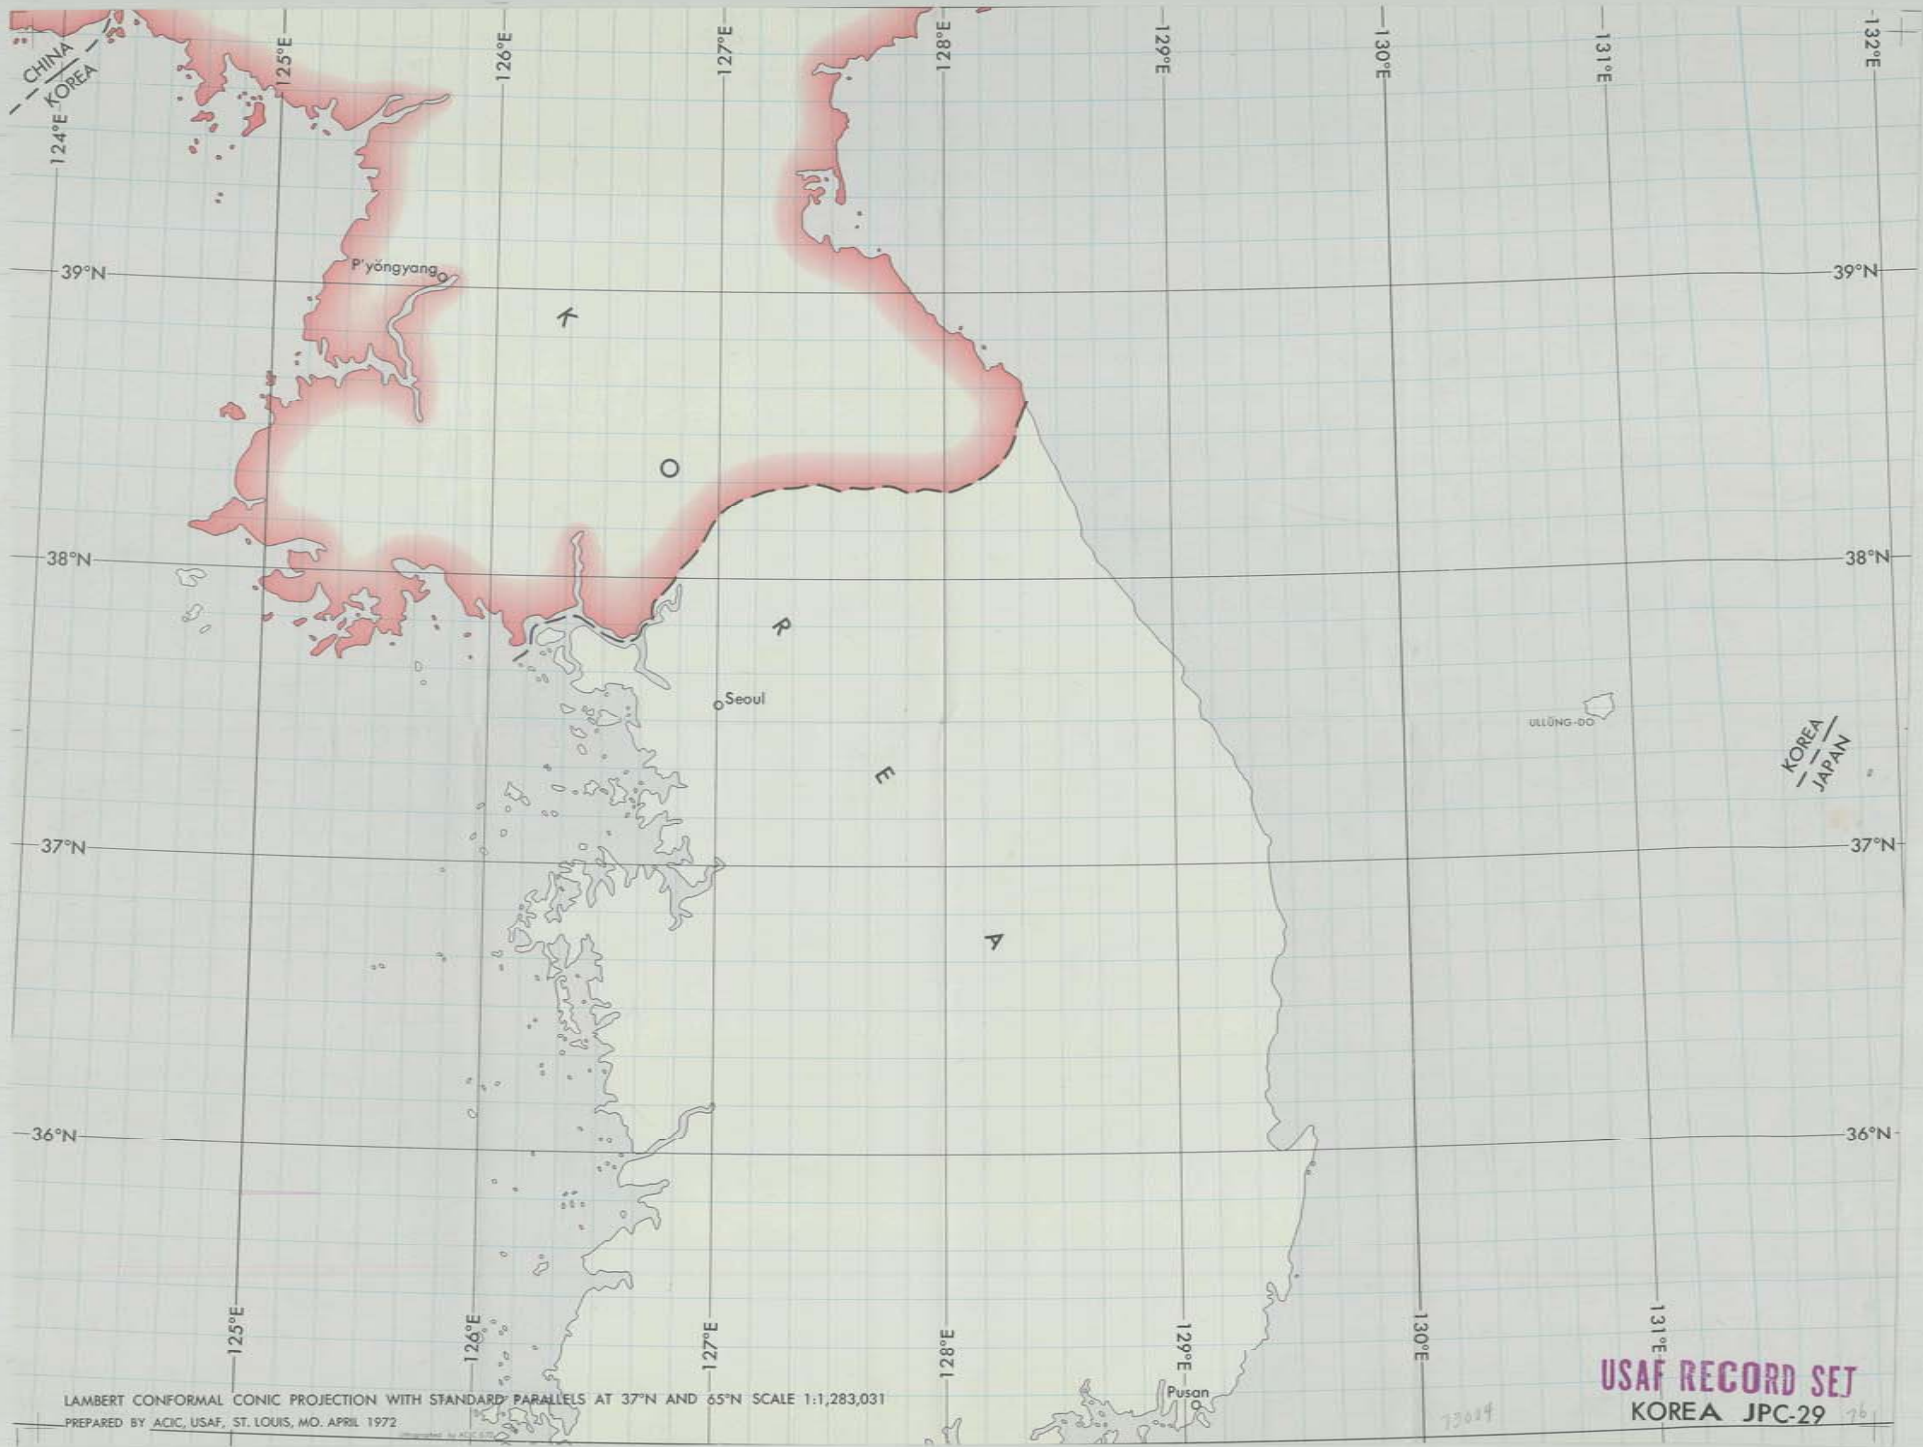 125°E
126°E
127°E
128°E
129°E
130°E
131°E
132°E
CHINA
KOREA
124°E
39°N
P'yŏngyang
39°N
K
O
38°N
38°N
R
Seoul
ULLŬNG-DO
KOREA
JAPAN
E
37°N
37°N
A
36°N
36°N
125°E
126°E
127°E
128°E
129°E
130°E
131°E
Pusan
LAMBERT CONFORMAL CONIC PROJECTION WITH STANDARD PARALLELS AT 37°N AND 65°N SCALE 1:1,283,031
PREPARED BY ACIC, USAF, ST. LOUIS, MO. APRIL 1972
USAF RECORD SET
KOREA JPC-29